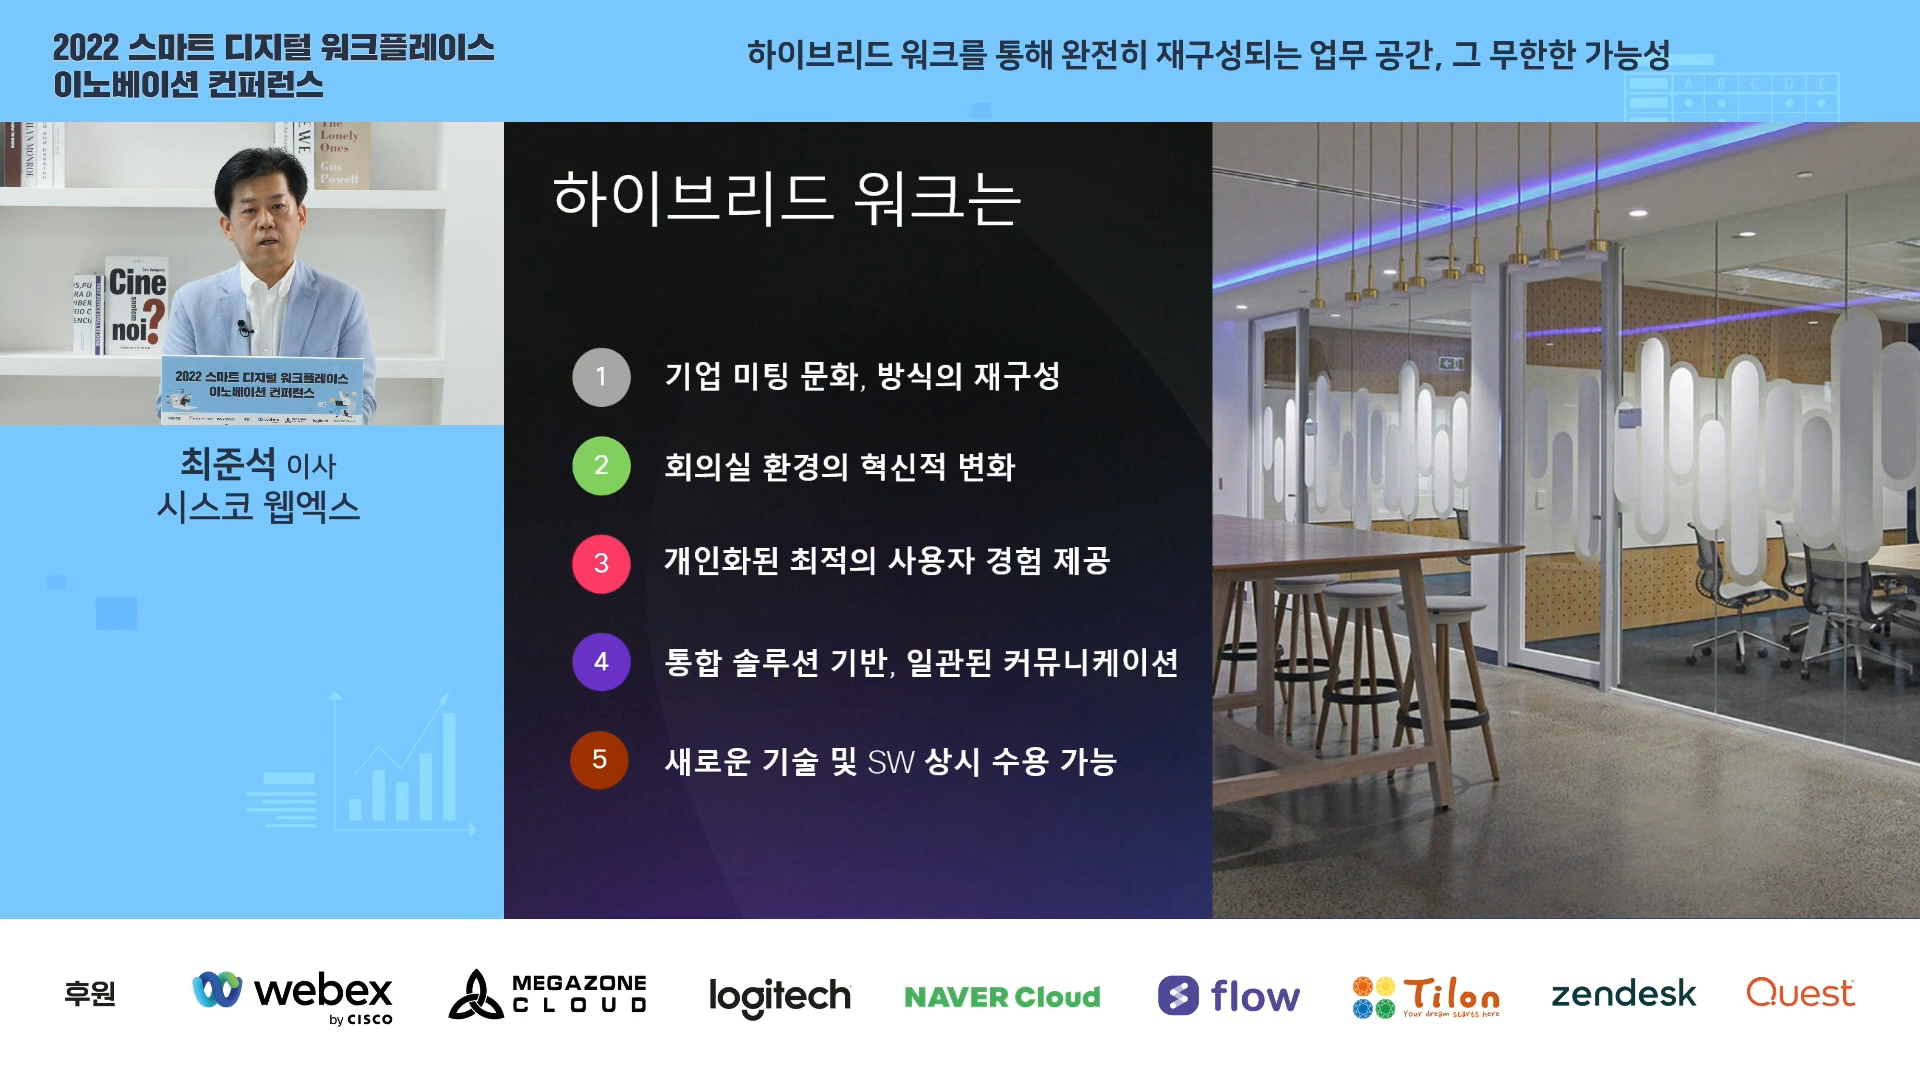 2022 스마트 디지털 워크플레이스
이노베이션 컨퍼런스
하이브리드 워크를 통해 완전히 재구성되는 업무 공간, 그 무한한 가능성
A B C D E
The
Lonely
Ones
Gus
Powell
Cine
noi?
2022 스마트 디지털 워크플레이스
이노베이션 컨퍼런스
최준석 이사
시스코 웹엑스
하이브리드 워크는
1 기업 미팅 문화, 방식의 재구성
2 회의실 환경의 혁신적 변화
3 개인화된 최적의 사용자 경험 제공
4 통합 솔루션 기반, 일관된 커뮤니케이션
5 새로운 기술 및 SW 상시 수용 가능
후원
webex
by CISCO
MEGAZONE
CLOUD
logitech
NAVER Cloud
flow
Tilon
Your dream starts here
zendesk
Quest